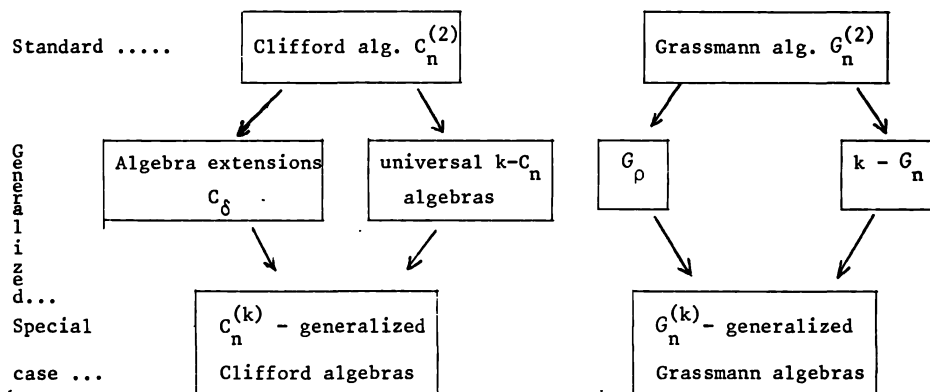 Standard ..... Clifford alg. C_n^(2) Grassmann alg. G_n^(2)
Generalized...
Algebra extensions C_δ
universal k-C_n algebras
G_ρ
k - G_n
Special case ...
C_n^(k) - generalized
Clifford algebras
G_n^(k)- generalized
Grassmann algebras